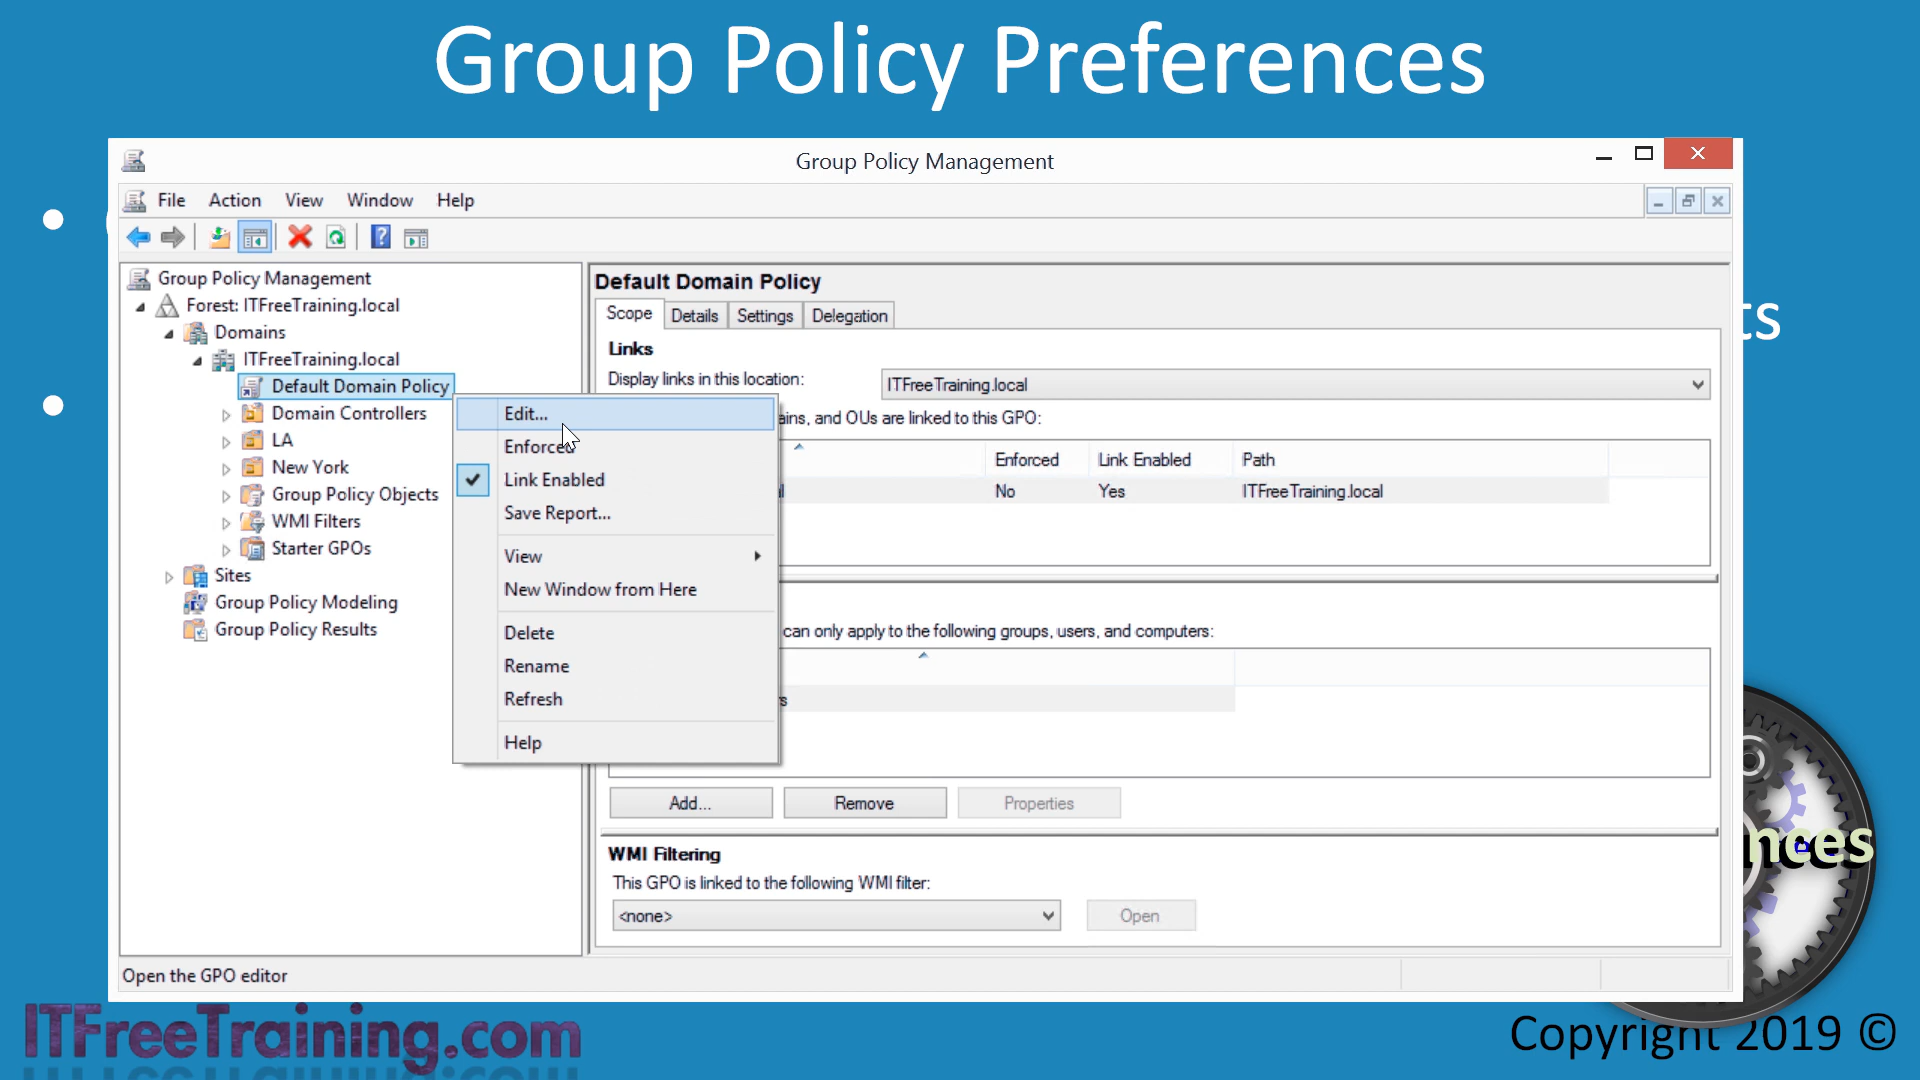 Group Policy Preferences
Group Policy Management
File Action View Window Help
Group Policy Management
Forest: ITFreeTraining.local
Domains
ITFreeTraining.local
Default Domain Policy
Domain Controllers
LA
New York
Group Policy Objects
WMI Filters
Starter GPOs
Sites
Group Policy Modeling
Group Policy Results
Edit...
Enforced
Link Enabled
Save Report...
View
New Window from Here
Delete
Rename
Refresh
Help
Default Domain Policy
Scope Details Settings Delegation
Links
Display links in this location: ITFreeTraining.local
and OUs are linked to this GPO:
Enforced Link Enabled Path
No Yes ITFreeTraining.local
can only apply to the following groups, users, and computers:
Add... Remove Properties
WMI Filtering
This GPO is linked to the following WMI filter:
<none> Open
Open the GPO editor
ITFreeTraining.com
Copyright 2019 ©